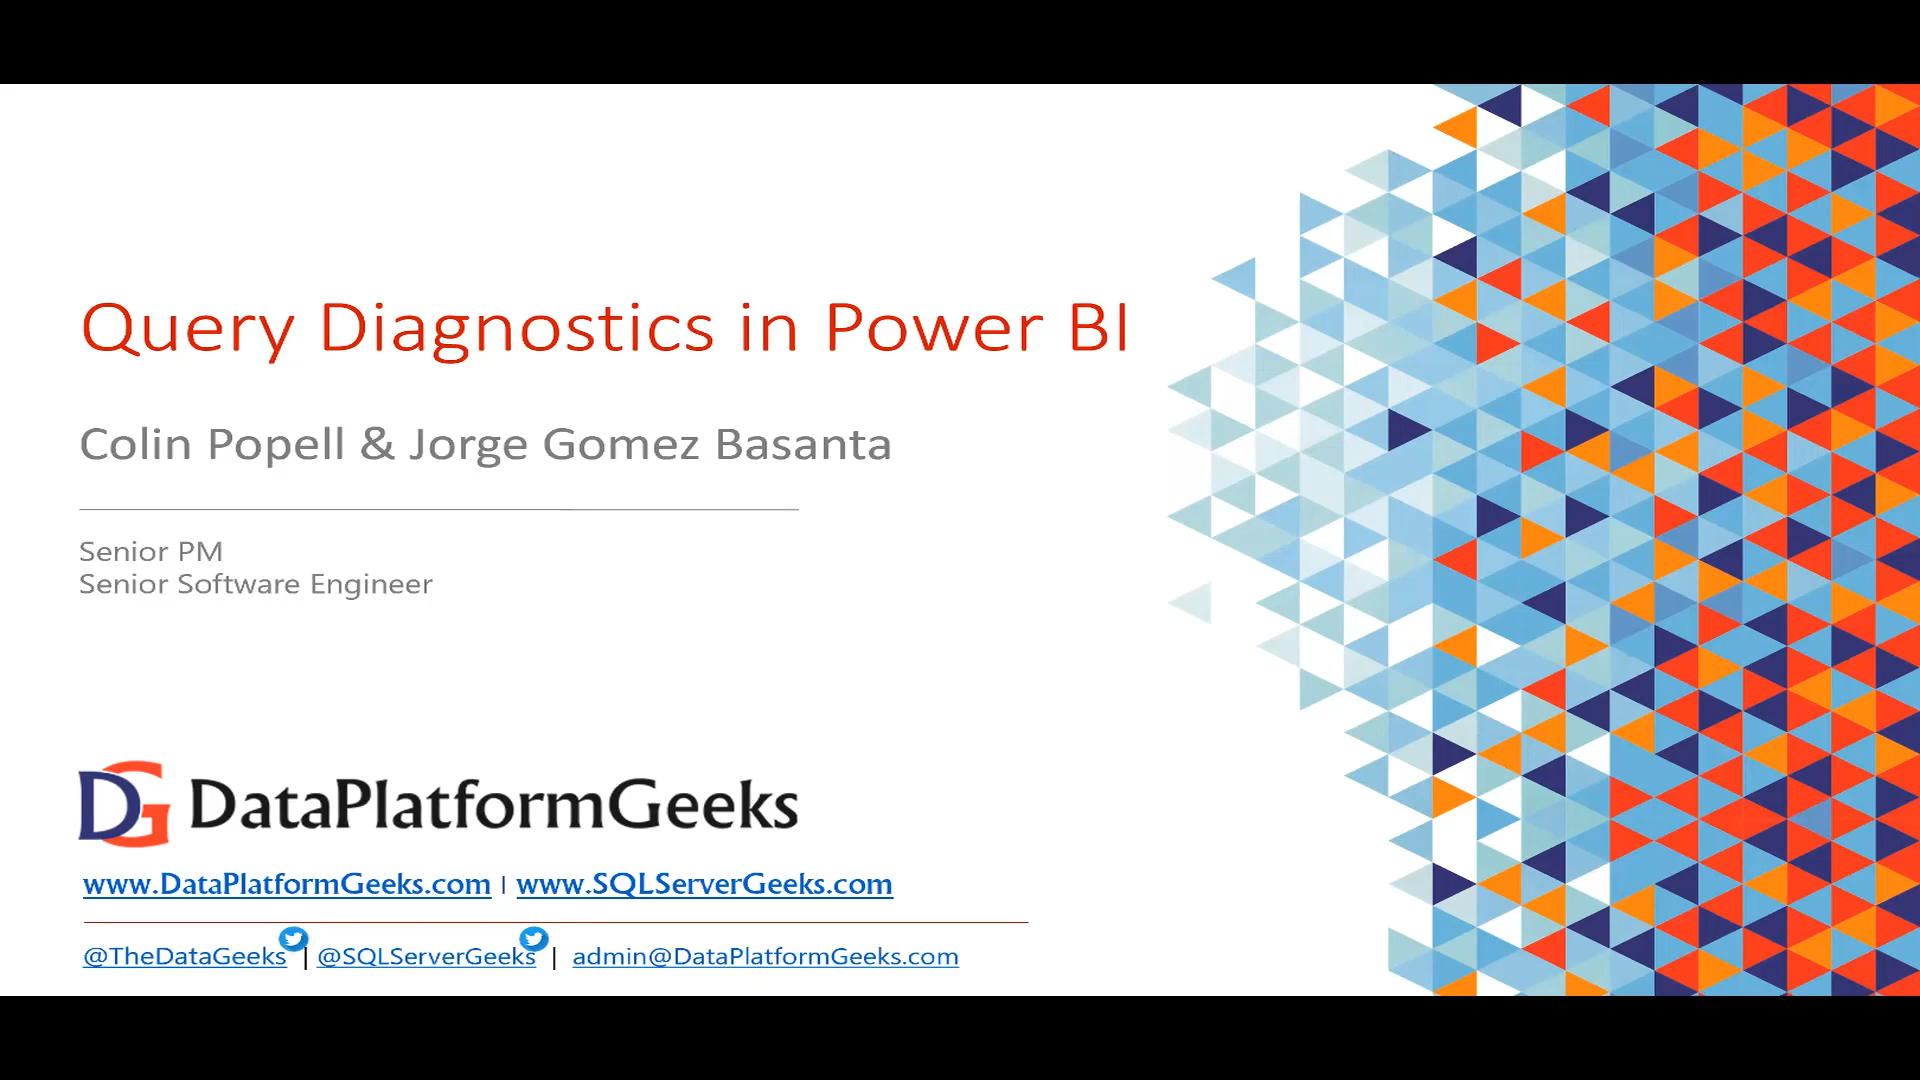 Query Diagnostics in Power BI
Colin Popell & Jorge Gomez Basanta
Senior PM
Senior Software Engineer
DG DataPlatformGeeks
www.DataPlatformGeeks.com | www.SQLServerGeeks.com
@TheDataGeeks | @SQLServerGeeks | admin@DataPlatformGeeks.com